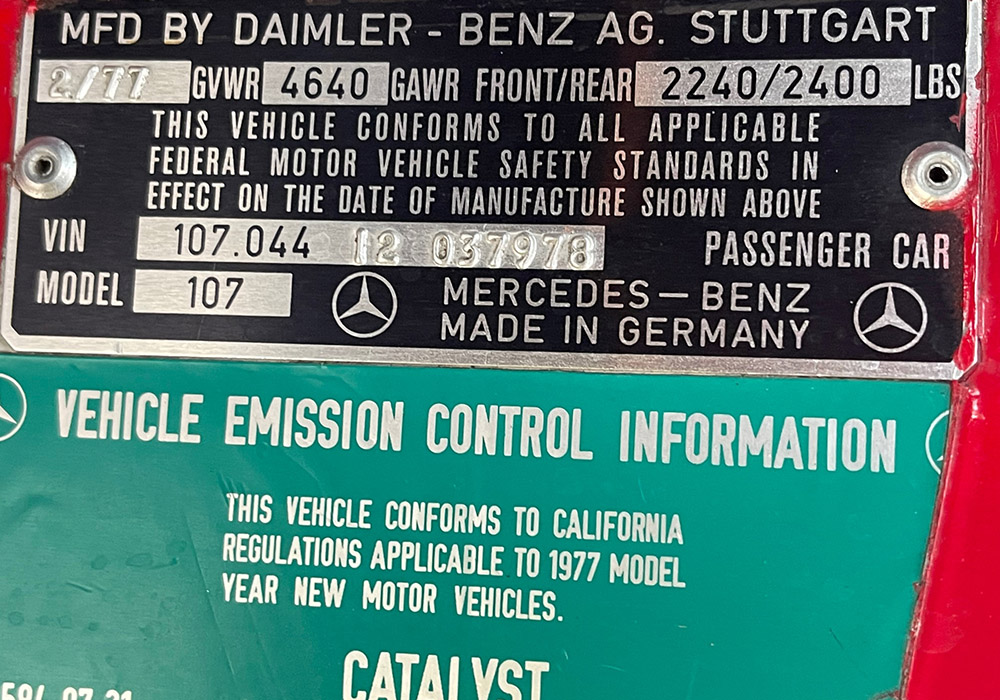 MFD BY DAIMLER - BENZ AG. STUTTGART
2/77 GVWR 4640 GAWR FRONT/REAR 2240/2400 LBS
THIS VEHICLE CONFORMS TO ALL APPLICABLE
FEDERAL MOTOR VEHICLE SAFETY STANDARDS IN
EFFECT ON THE DATE OF MANUFACTURE SHOWN ABOVE
VIN 107.044 12 037978 PASSENGER CAR
MODEL 107 MERCEDES — BENZ
MADE IN GERMANY
VEHICLE EMISSION CONTROL INFORMATION
THIS VEHICLE CONFORMS TO CALIFORNIA
REGULATIONS APPLICABLE TO 1977 MODEL
YEAR NEW MOTOR VEHICLES.
CATALYST